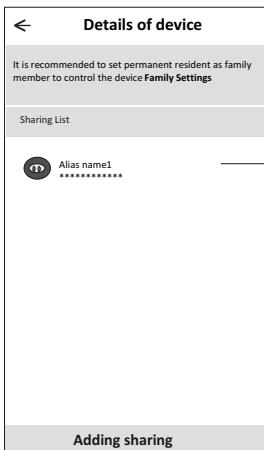 Details of device
It is recommended to set permanent resident as family
member to control the device Family Settings
Sharing List
Alias name1
************
Adding sharing